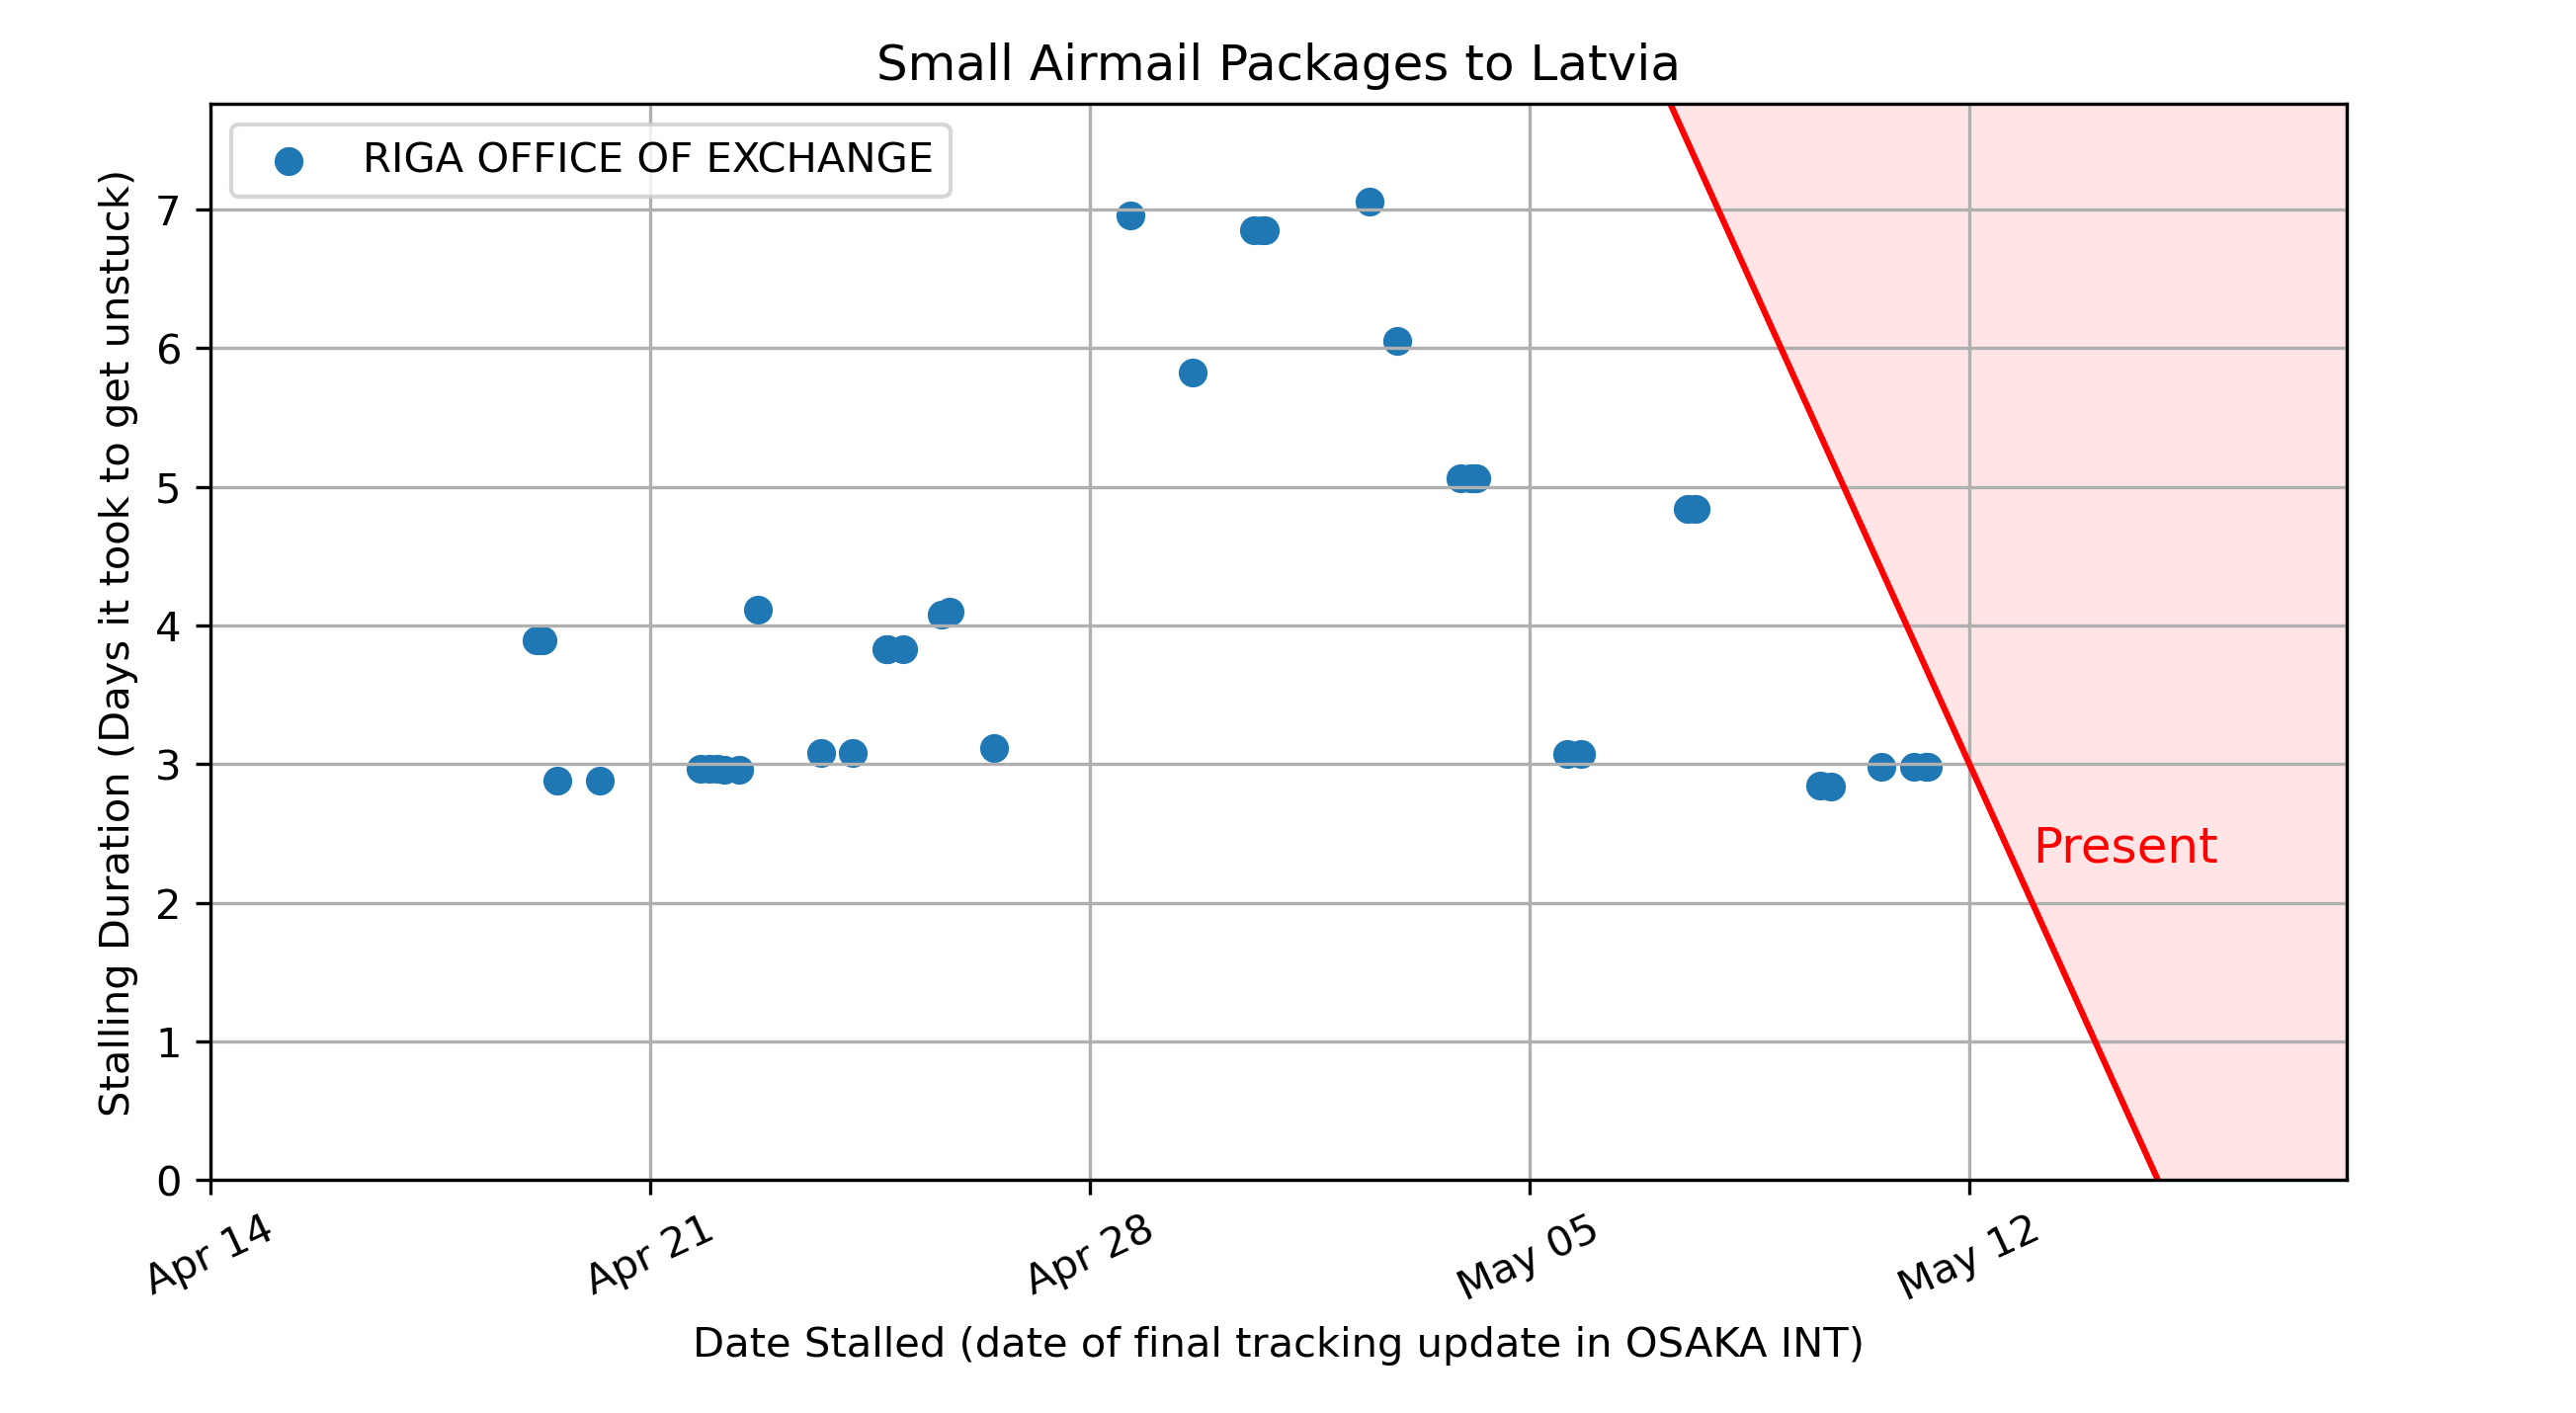 Small Airmail Packages to Latvia
RIGA OFFICE OF EXCHANGE
Stalling Duration (Days it took to get unstuck)
7
6
5
4
3
2
1
0
Present
Apr 14
Apr 21
Apr 28
May 05
May 12
Date Stalled (date of final tracking update in OSAKA INT)